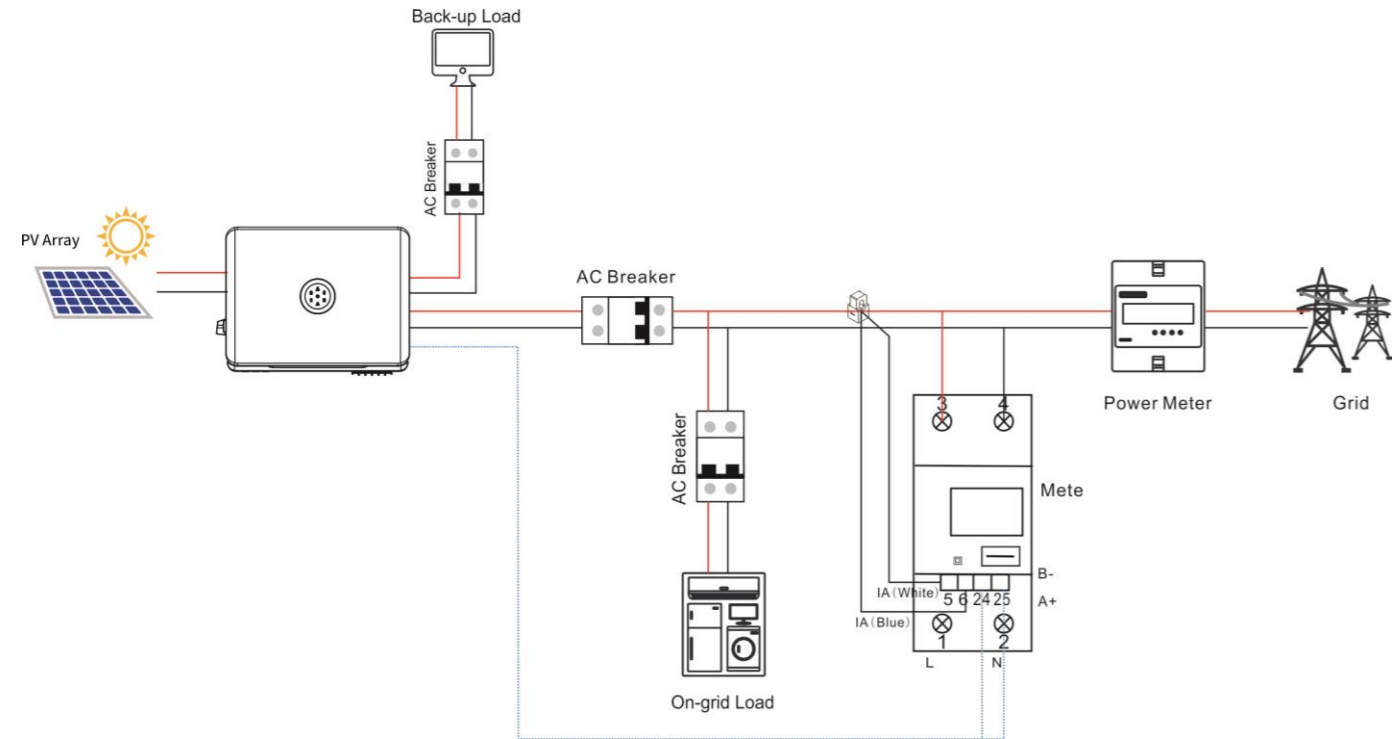 Back-up Load
AC Breaker
PV Array
AC Breaker
3 4
Power Meter
Grid
AC Breaker
Mete
B-
IA(White)
5 6 24 25
A+
IA(Blue)
1 2
L N
On-grid Load